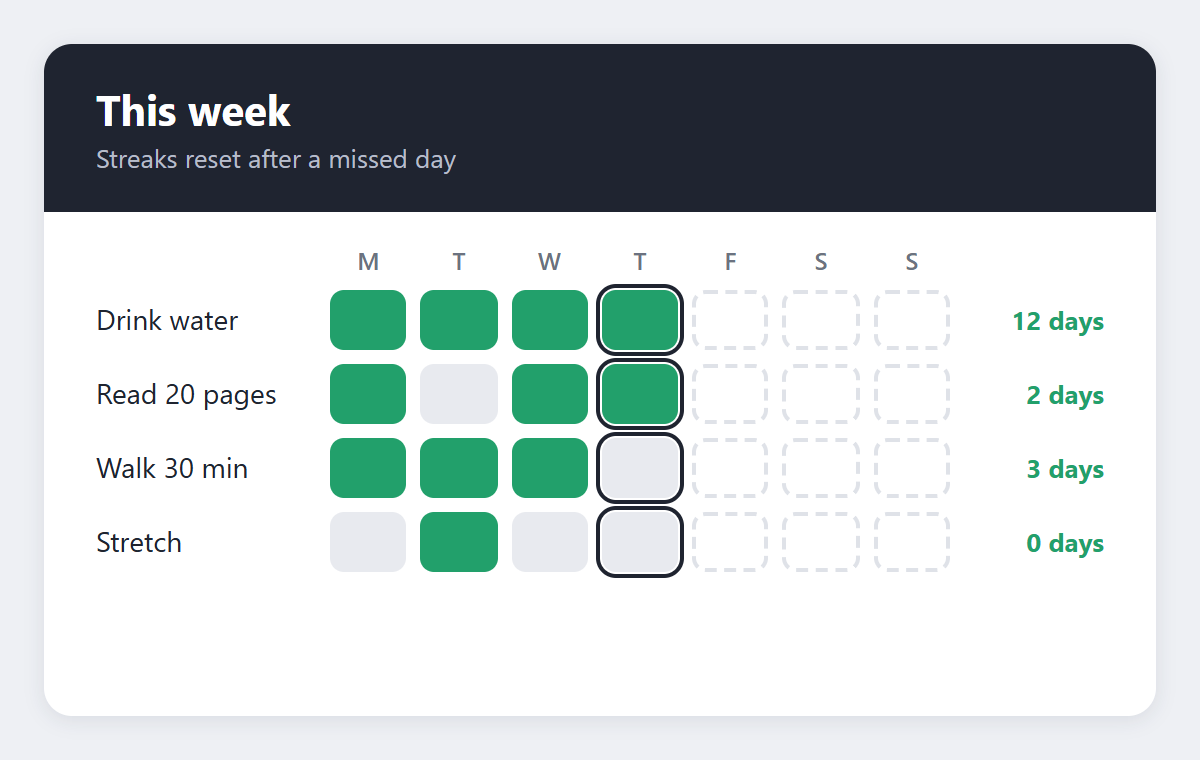 This week
Streaks reset after a missed day
M T W T F S S
Drink water 12 days
Read 20 pages 2 days
Walk 30 min 3 days
Stretch 0 days